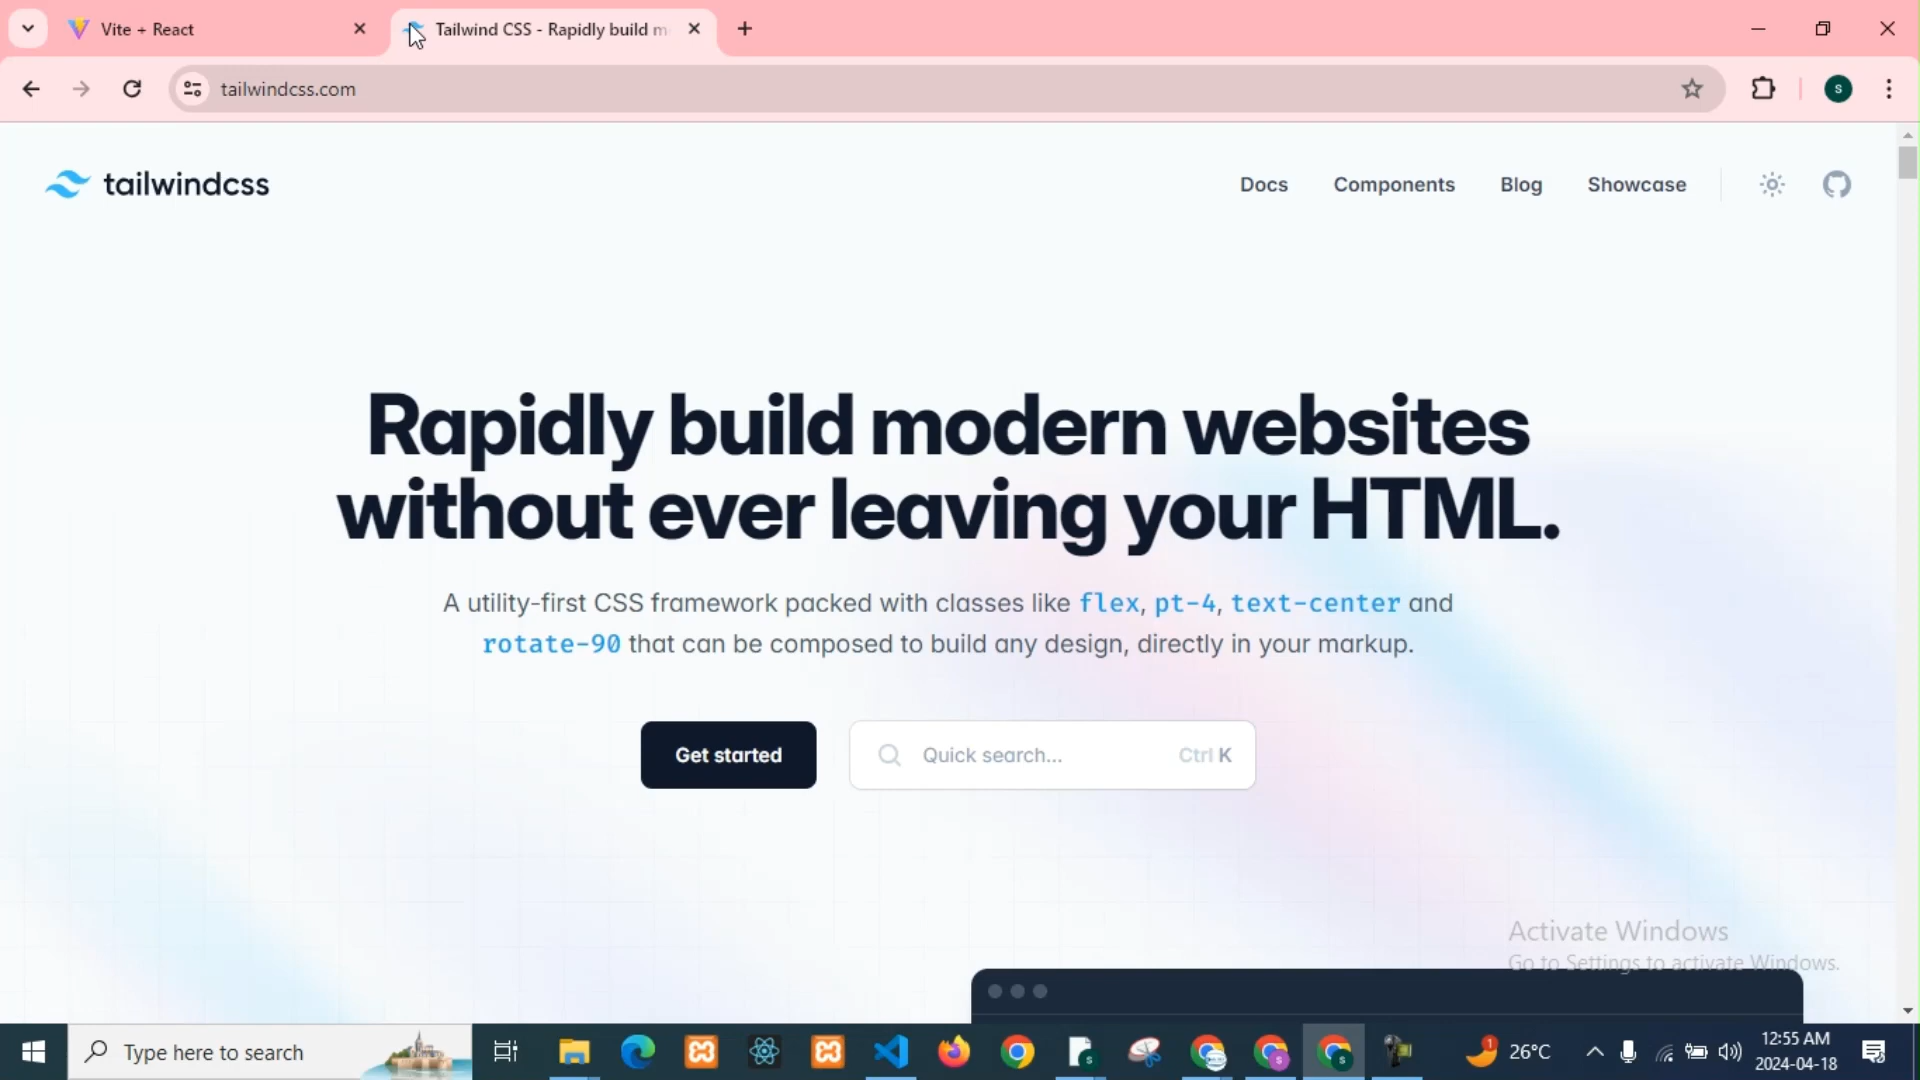 Vite + React
Tailwind CSS - Rapidly build m
tailwindcss.com
tailwindcss
Docs
Components
Blog
Showcase
Rapidly build modern websites
without ever leaving your HTML.
A utility-first CSS framework packed with classes like flex, pt-4, text-center and
rotate-90 that can be composed to build any design, directly in your markup.
Get started
Quick search...
Ctrl K
Activate Windows
Go to Settings to activate Windows.
Type here to search
26°C
12:55 AM
2024-04-18